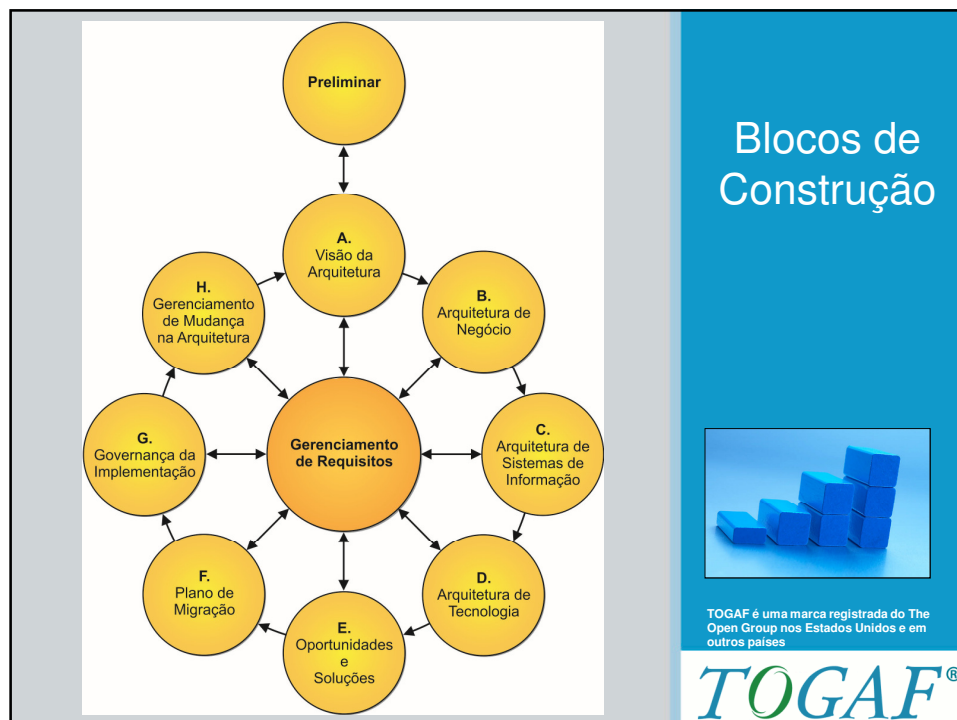 Preliminar
A.
Visão da
Arquitetura
B.
Arquitetura de
Negócio
C.
Arquitetura de
Sistemas de
Informação
D.
Arquitetura de
Tecnologia
E.
Oportunidades
e
Soluções
F.
Plano de
Migração
G.
Governança da
Implementação
H.
Gerenciamento
de Mudança
na Arquitetura
Gerenciamento
de Requisitos
Blocos de
Construção
TOGAF é uma marca registrada do The
Open Group nos Estados Unidos e em
outros países
TOGAF®